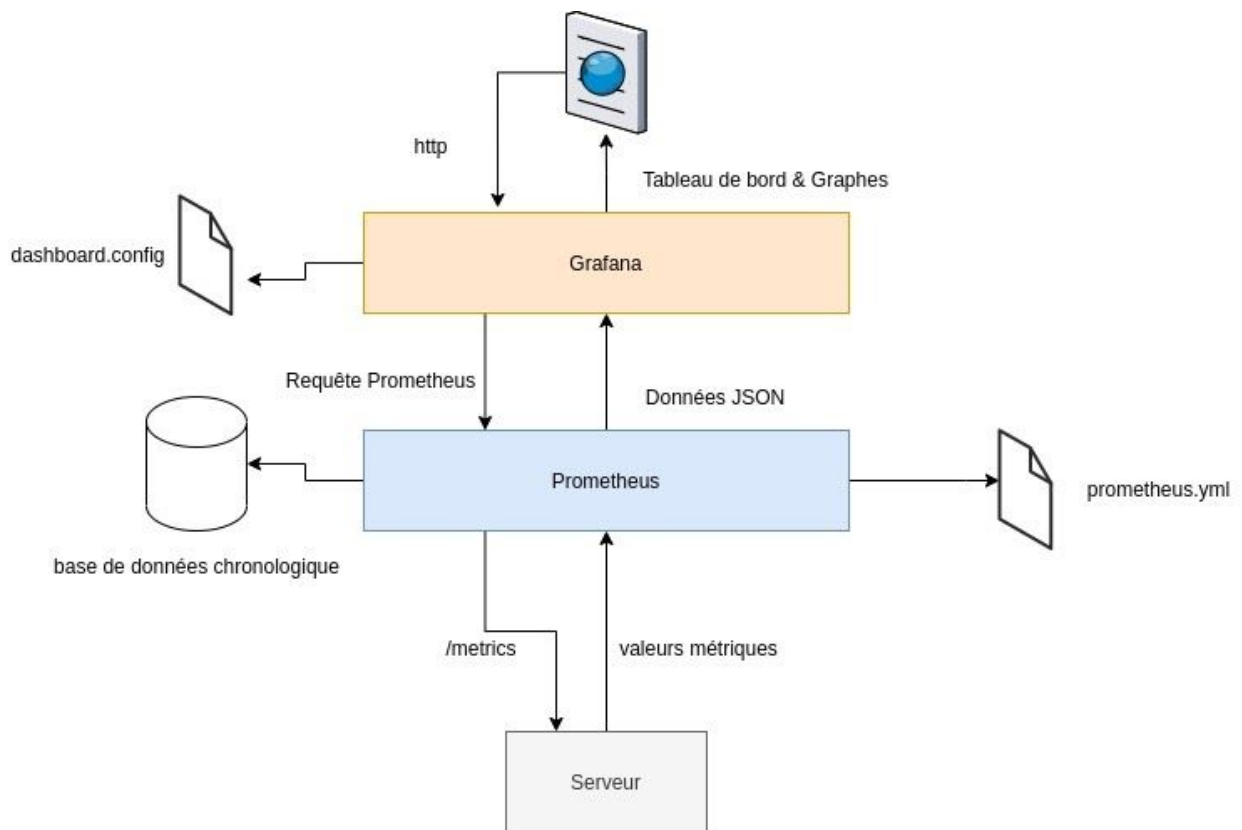 http
Tableau de bord & Graphes
dashboard.config
Grafana
Requête Prometheus
Données JSON
Prometheus
prometheus.yml
base de données chronologique
/metrics
valeurs métriques
Serveur